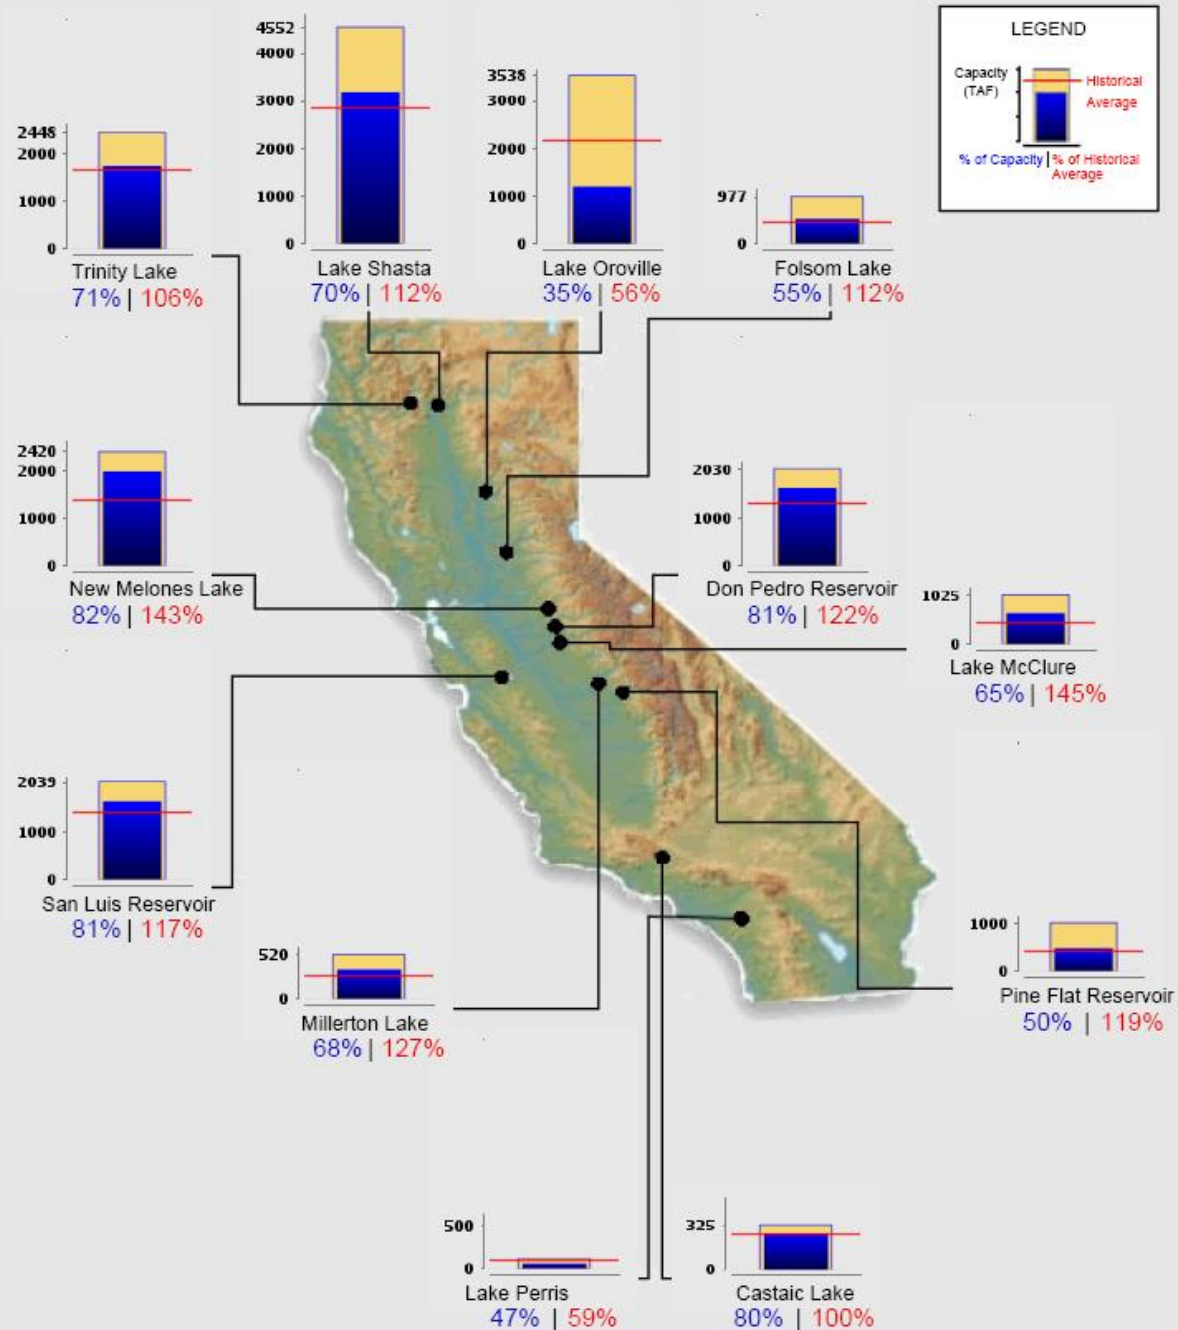 4552
4000
3000
2000
1000
0
Lake Shasta
70% | 112%
3538
3000
2000
1000
0
Lake Oroville
35% | 56%
LEGEND
Capacity
(TAF)
Historical
Average
% of Capacity | % of Historical
Average
2448
2000
1000
0
Trinity Lake
71% | 106%
977
0
Folsom Lake
55% | 112%
2420
2000
1000
0
New Melones Lake
82% | 143%
2030
1000
0
Don Pedro Reservoir
81% | 122%
1025
0
Lake McClure
65% | 145%
2039
1000
0
San Luis Reservoir
81% | 117%
520
0
Millerton Lake
68% | 127%
1000
0
Pine Flat Reservoir
50% | 119%
500
0
Lake Perris
47% | 59%
325
0
Castaic Lake
80% | 100%